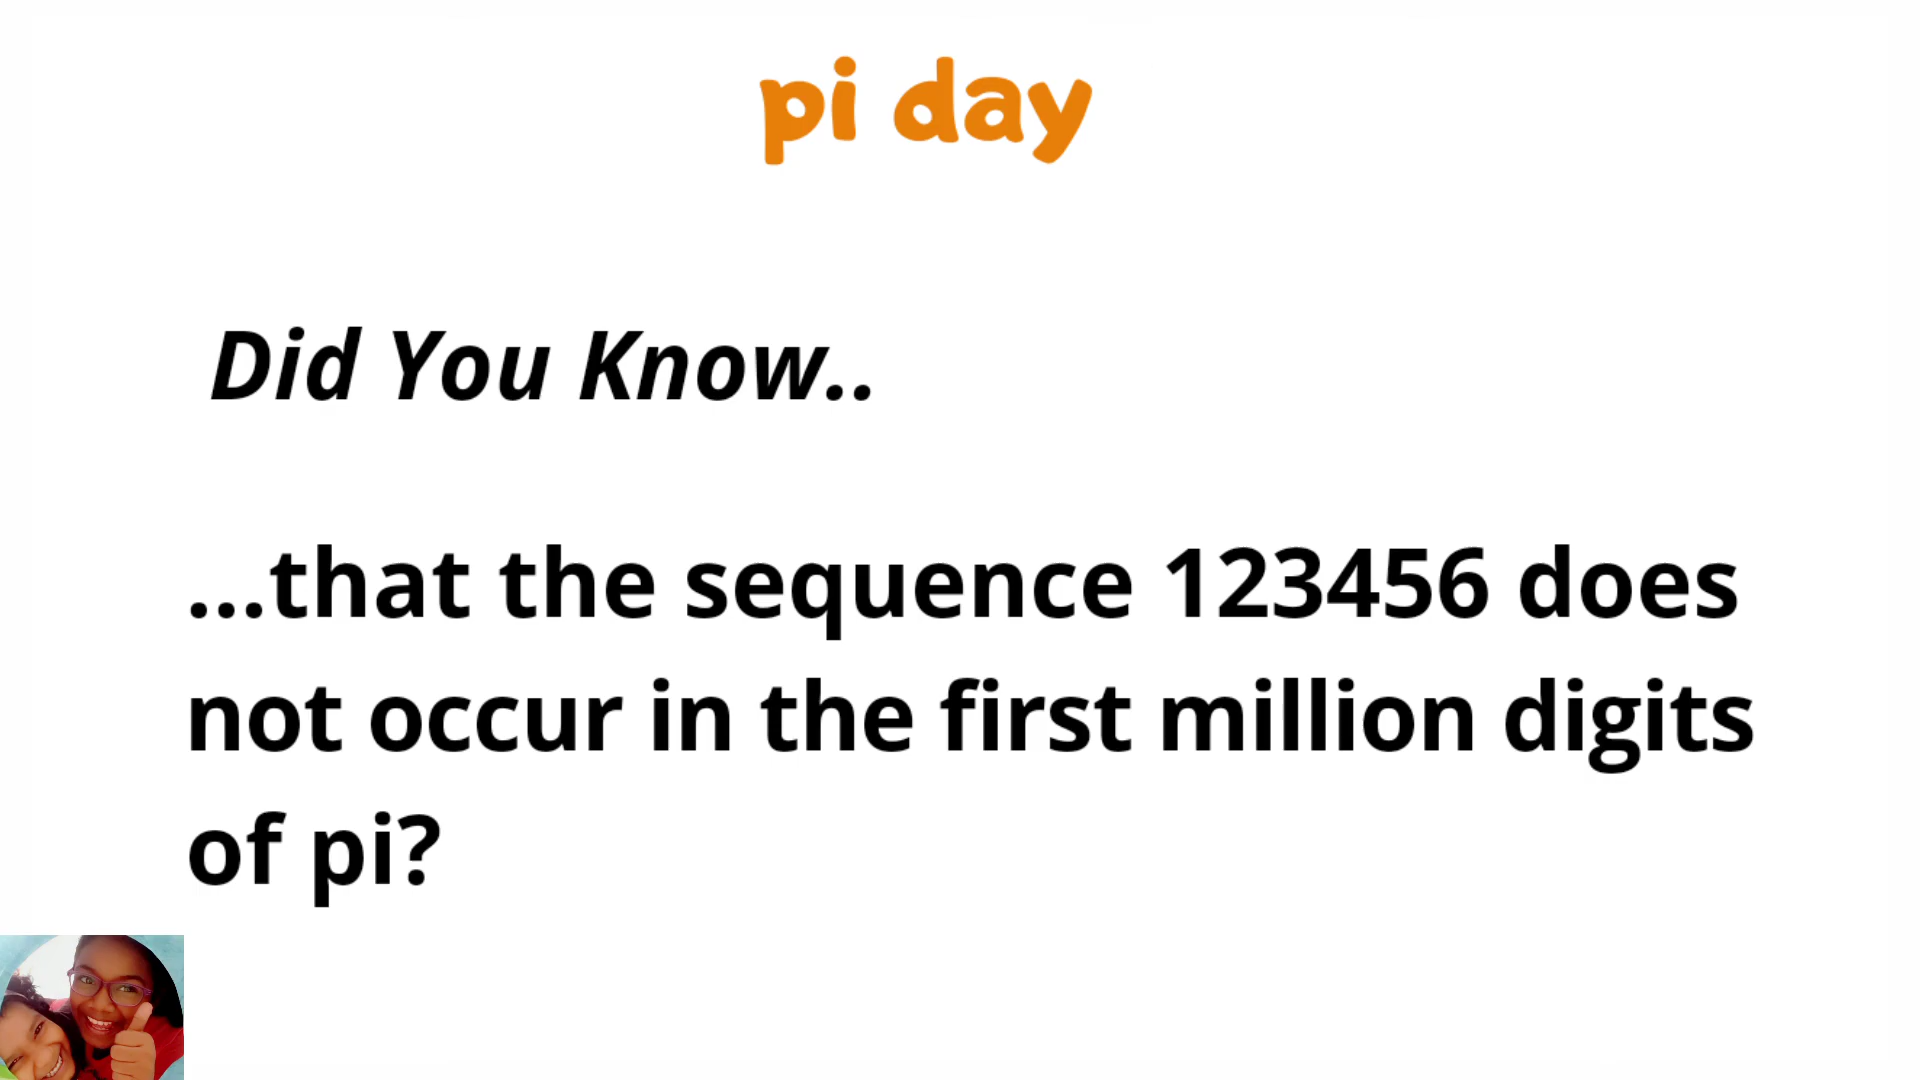 pi day
Did You Know..
...that the sequence 123456 does
not occur in the first million digits
of pi?